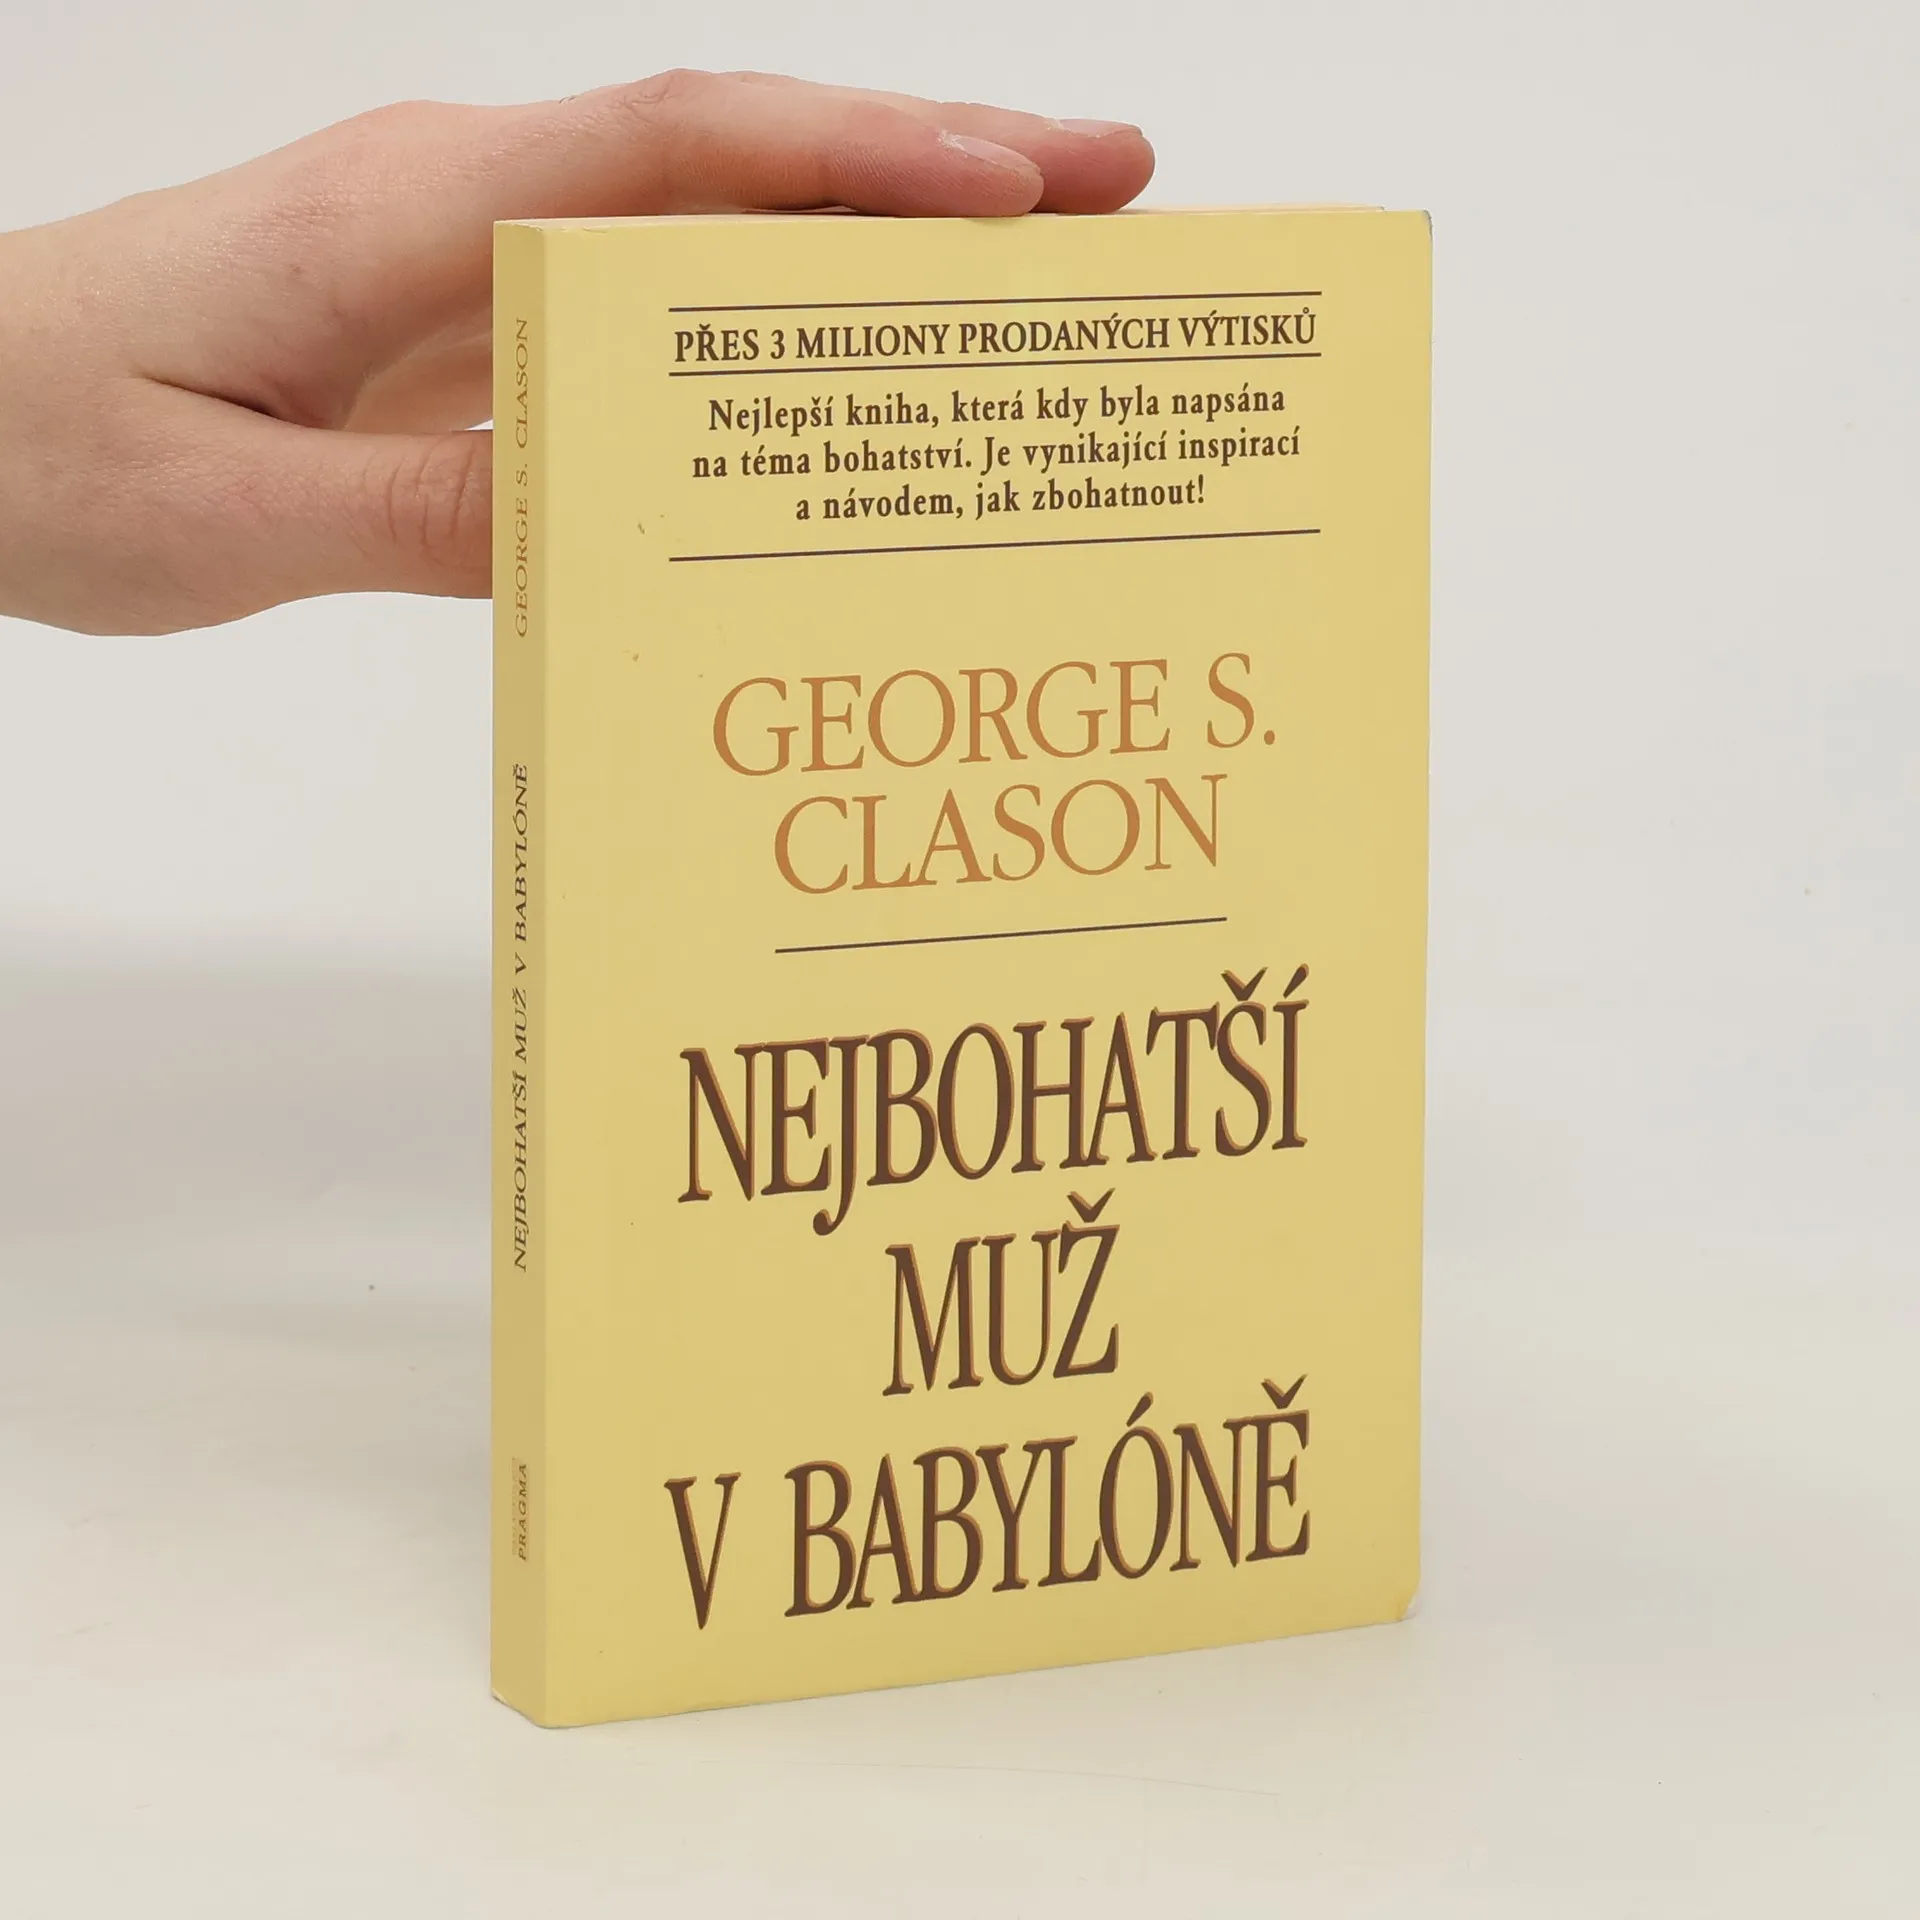 PŘES 3 MILIONY PRODANÝCH VÝTISKŮ
Nejlepší kniha, která kdy byla napsána
na téma bohatství. Je vynikající inspirací
a návodem, jak zbohatnout!
GEORGE S.
CLASON
NEJBOHATŠÍ
MUŽ
V BABYLÓNĚ
GEORGE S. CLASON
NEJBOHATŠÍ MUŽ V BABYLÓNĚ
PRAGMA